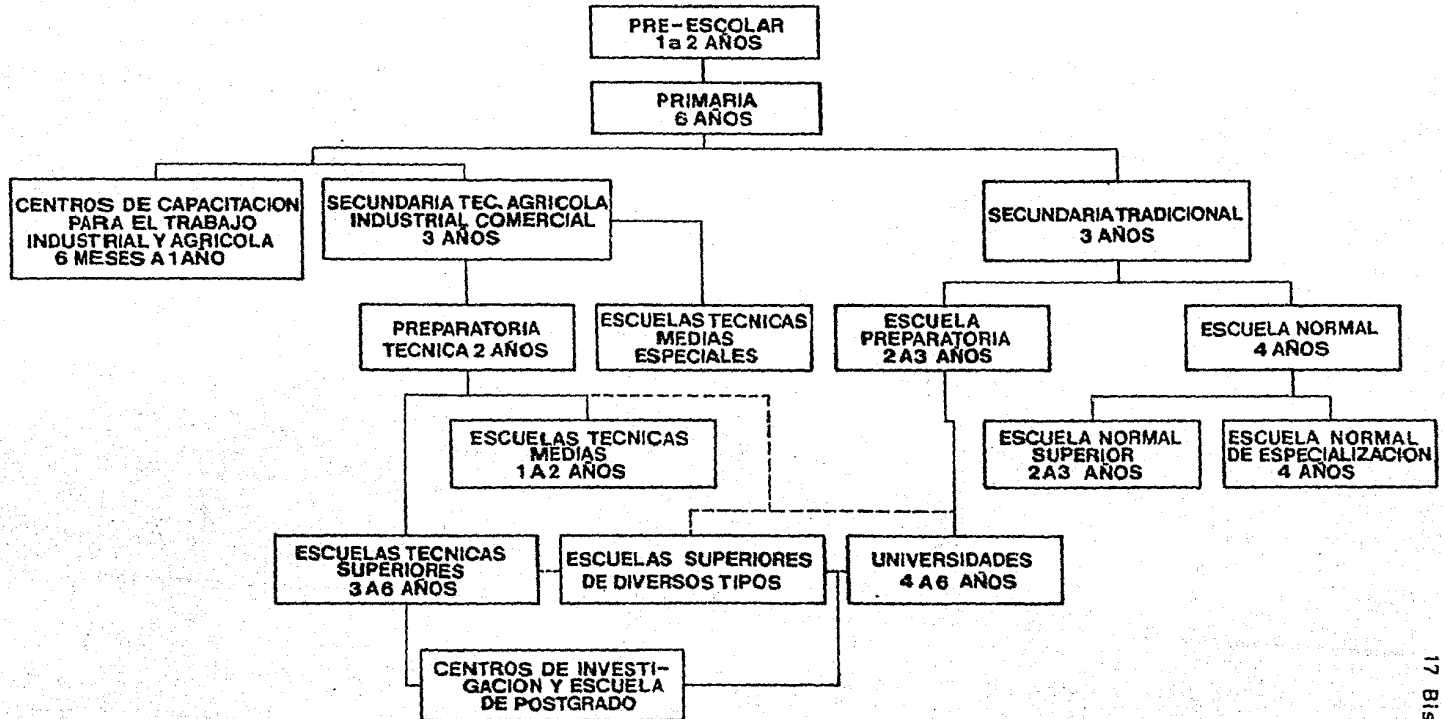 PRE-ESCOLAR
1a 2 AÑOS
PRIMARIA
6 AÑOS
CENTROS DE CAPACITACION
PARA EL TRABAJO
INDUSTRIAL Y AGRICOLA
6 MESES A 1 AÑO
SECUNDARIA TEC. AGRICOLA
INDUSTRIAL COMERCIAL
3 AÑOS
SECUNDARIA TRADICIONAL
3 AÑOS
PREPARATORIA
TECNICA 2 AÑOS
ESCUELAS TECNICAS
MEDIAS
ESPECIALES
ESCUELA
PREPARATORIA
2 A 3 AÑOS
ESCUELA NORMAL
4 AÑOS
ESCUELAS TECNICAS
MEDIAS
1 A 2 AÑOS
ESCUELA NORMAL
SUPERIOR
2 A 3 AÑOS
ESCUELA NORMAL
DE ESPECIALIZACION
4 AÑOS
ESCUELAS TECNICAS
SUPERIORES
3 A 6 AÑOS
ESCUELAS SUPERIORES
DE DIVERSOS TIPOS
UNIVERSIDADES
4 A 6 AÑOS
CENTROS DE INVESTI-
GACION Y ESCUELA
DE POSTGRADO
17 Bis